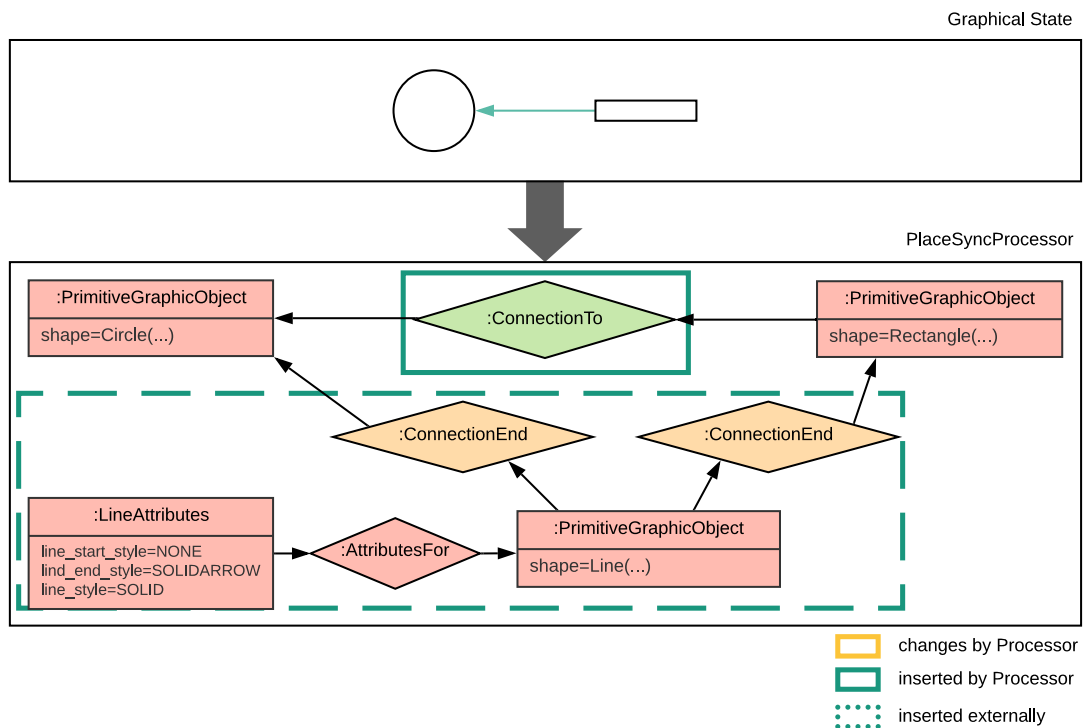 Graphical State
PlaceSyncProcessor
:PrimitiveGraphicObject
shape=Circle(...)
:ConnectionTo
:PrimitiveGraphicObject
shape=Rectangle(...)
:ConnectionEnd
:ConnectionEnd
:LineAttributes
line_start_style=NONE
lind_end_style=SOLIDARROW
line_style=SOLID
:AttributesFor
:PrimitiveGraphicObject
shape=Line(...)
changes by Processor
inserted by Processor
inserted externally